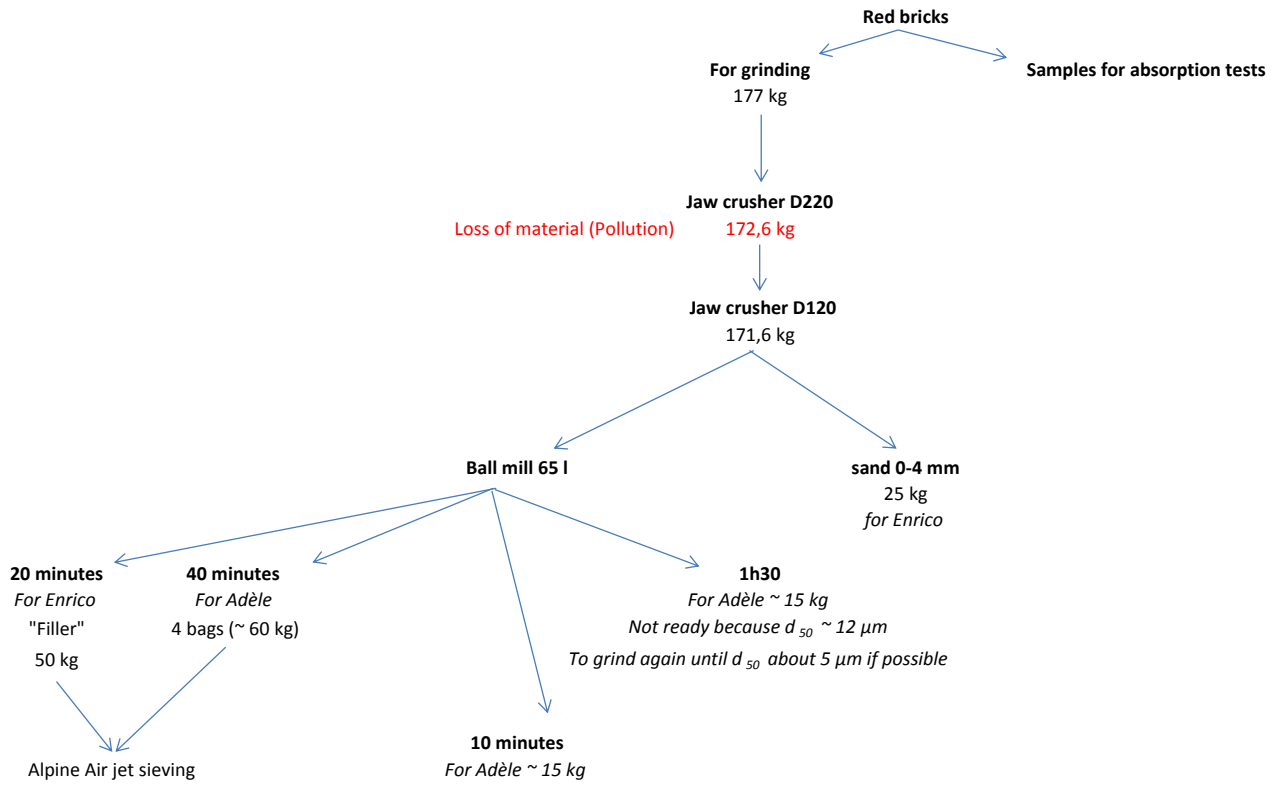 Red bricks
For grinding
177 kg
Samples for absorption tests
Jaw crusher D220
Loss of material (Pollution)
172,6 kg
Jaw crusher D120
171,6 kg
Ball mill 65 l
sand 0-4 mm
25 kg
for Enrico
20 minutes
For Enrico
"Filler"
50 kg
40 minutes
For Adèle
4 bags (~ 60 kg)
1h30
For Adèle ~ 15 kg
Not ready because d 50 ~ 12 µm
To grind again until d 50 about 5 µm if possible
10 minutes
For Adèle ~ 15 kg
Alpine Air jet sieving